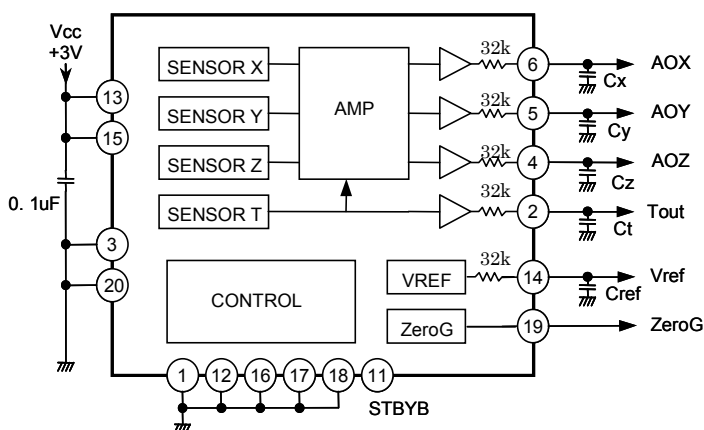 Vcc
+3V
13
15
0. 1uF
3
20
SENSOR X
SENSOR Y
SENSOR Z
SENSOR T
AMP
32k
6
AOX
Cx
32k
5
AOY
Cy
32k
4
AOZ
Cz
32k
2
Tout
Ct
CONTROL
VREF
32k
14
Vref
Cref
ZeroG
19
ZeroG
1
12
16
17
18
11
STBYB